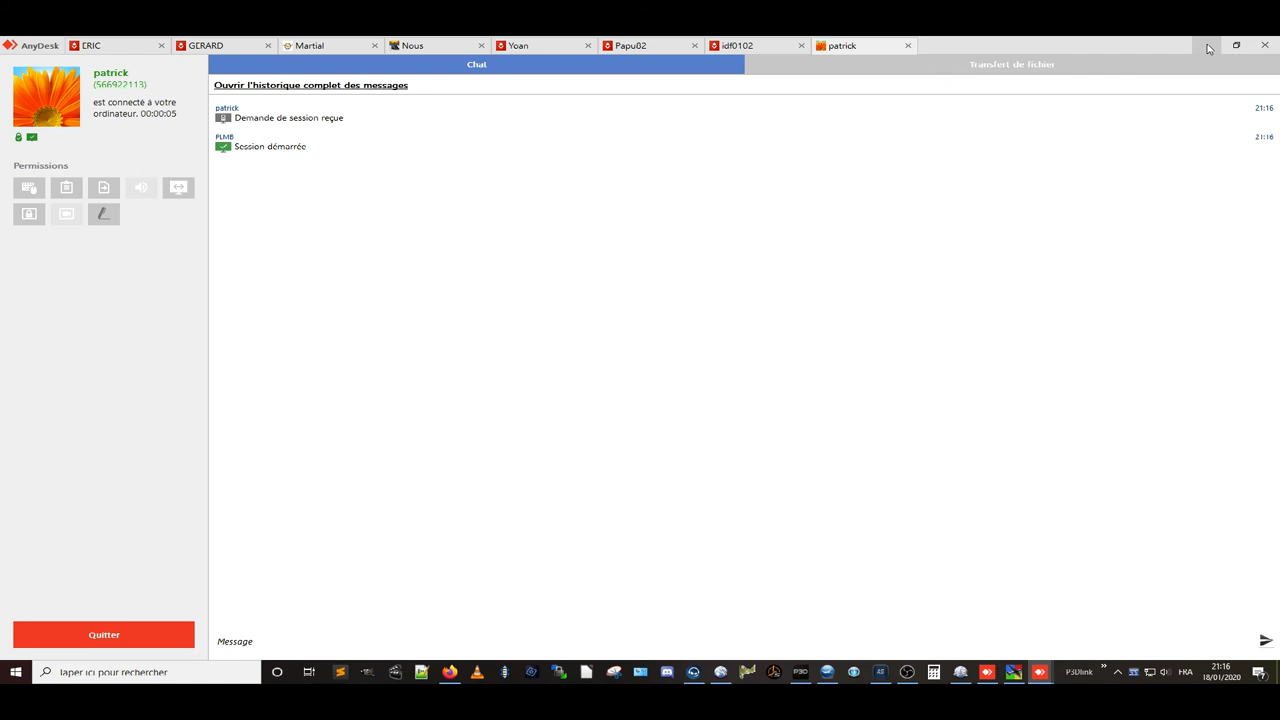 AnyDesk
ERIC
GERARD
Martial
Nous
Yoan
Papu82
idf0102
patrick
patrick
(566922113)
est connecté à votre
ordinateur. 00:00:05
Permissions
Quitter
Chat
Transfert de fichier
Ouvrir l'historique complet des messages
patrick
21:16
Demande de session reçue
PLMB
21:16
Session démarrée
Message
Taper ici pour rechercher
P3D
P3Dlink
FRA
21:16
18/01/2020